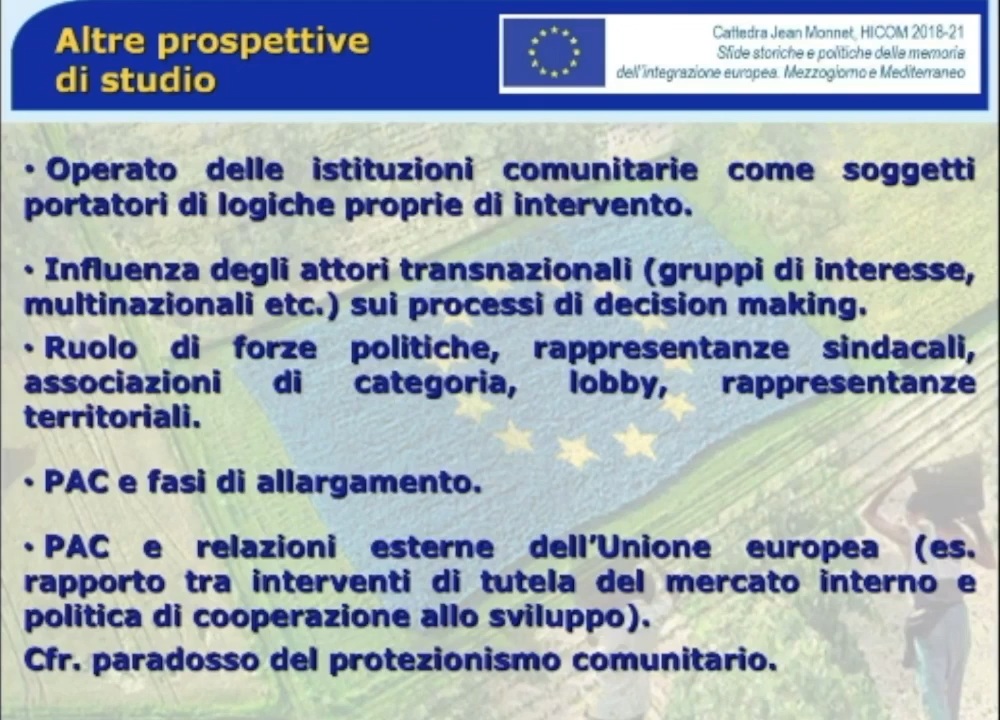 Altre prospettive
di studio
Cattedra Jean Monnet, HICOM 2018-21
Sfide storiche e politiche della memoria
dell'integrazione europea. Mezzogiorno e Mediterraneo
• Operato delle istituzioni comunitarie come soggetti
portatori di logiche proprie di intervento.
• Influenza degli attori transnazionali (gruppi di interesse,
multinazionali etc.) sui processi di decision making.
• Ruolo di forze politiche, rappresentanze sindacali,
associazioni di categoria, lobby, rappresentanze
territoriali.
• PAC e fasi di allargamento.
• PAC e relazioni esterne dell'Unione europea (es.
rapporto tra interventi di tutela del mercato interno e
politica di cooperazione allo sviluppo).
Cfr. paradosso del protezionismo comunitario.